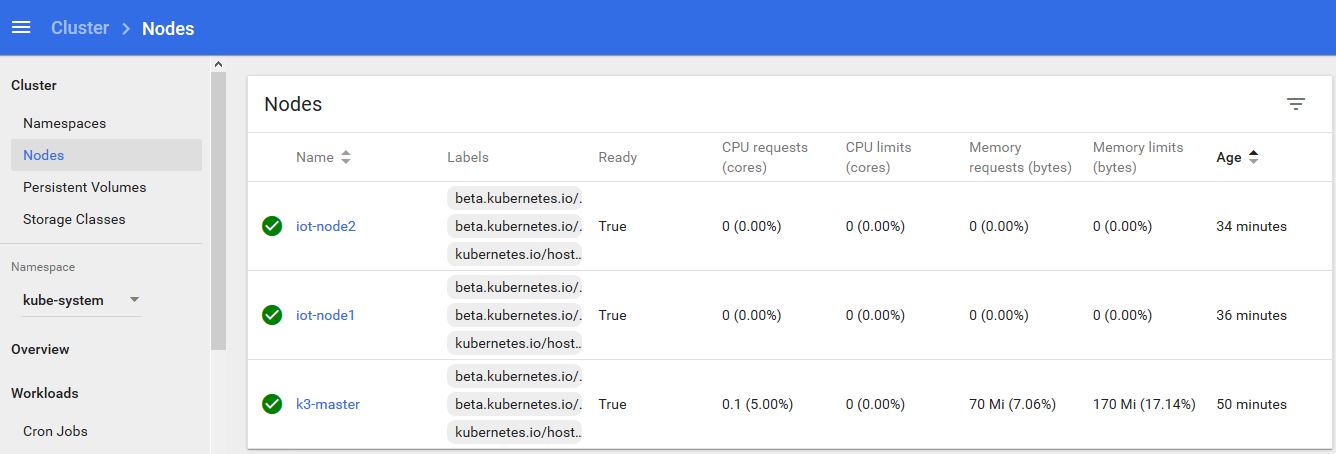 Cluster > Nodes
Cluster
Namespaces
Nodes
Persistent Volumes
Storage Classes
Namespace
kube-system
Overview
Workloads
Cron Jobs
Nodes
Name Labels Ready CPU requests (cores) CPU limits (cores) Memory requests (bytes) Memory limits (bytes) Age
beta.kubernetes.io/.
iot-node2 beta.kubernetes.io/. True 0 (0.00%) 0 (0.00%) 0 (0.00%) 0 (0.00%) 34 minutes
kubernetes.io/host..
beta.kubernetes.io/.
iot-node1 beta.kubernetes.io/. True 0 (0.00%) 0 (0.00%) 0 (0.00%) 0 (0.00%) 36 minutes
kubernetes.io/host..
beta.kubernetes.io/.
k3-master beta.kubernetes.io/. True 0.1 (5.00%) 0 (0.00%) 70 Mi (7.06%) 170 Mi (17.14%) 50 minutes
kubernetes.io/host..